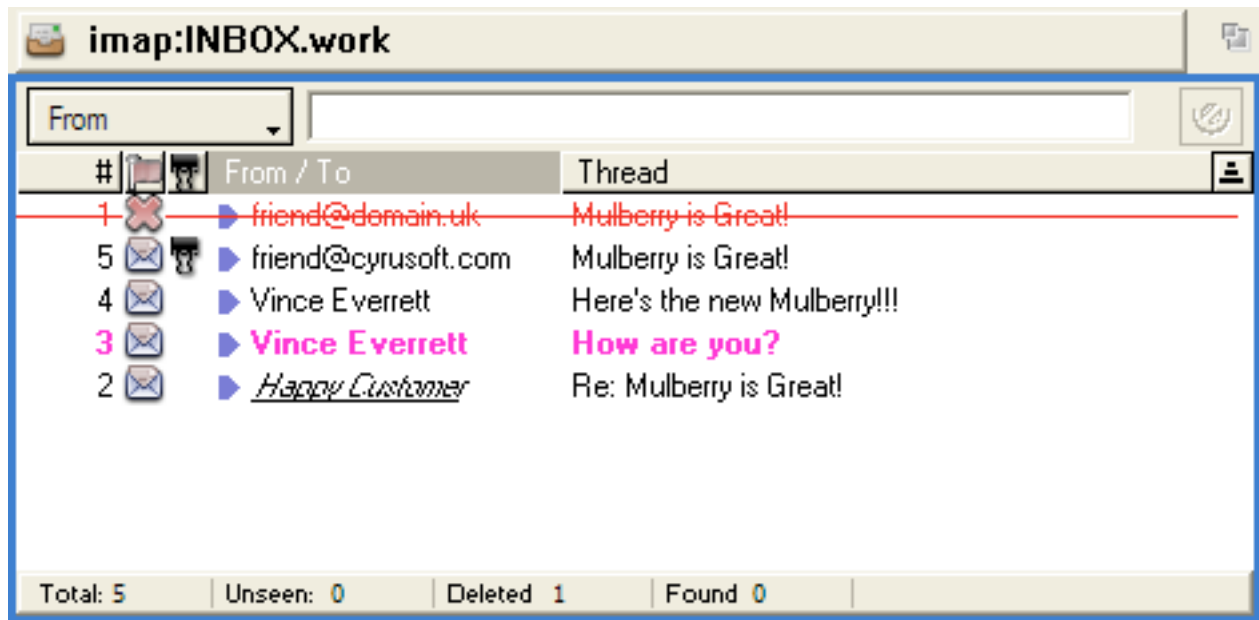 imap:INBOX.work
From
# From / To Thread
1 friend@domain.uk Mulberry is Great!
5 friend@cyrusoft.com Mulberry is Great!
4 Vince Everrett Here's the new Mulberry!!!
3 Vince Everrett How are you?
2 Happy Customer Re: Mulberry is Great!
Total: 5 Unseen: 0 Deleted 1 Found 0